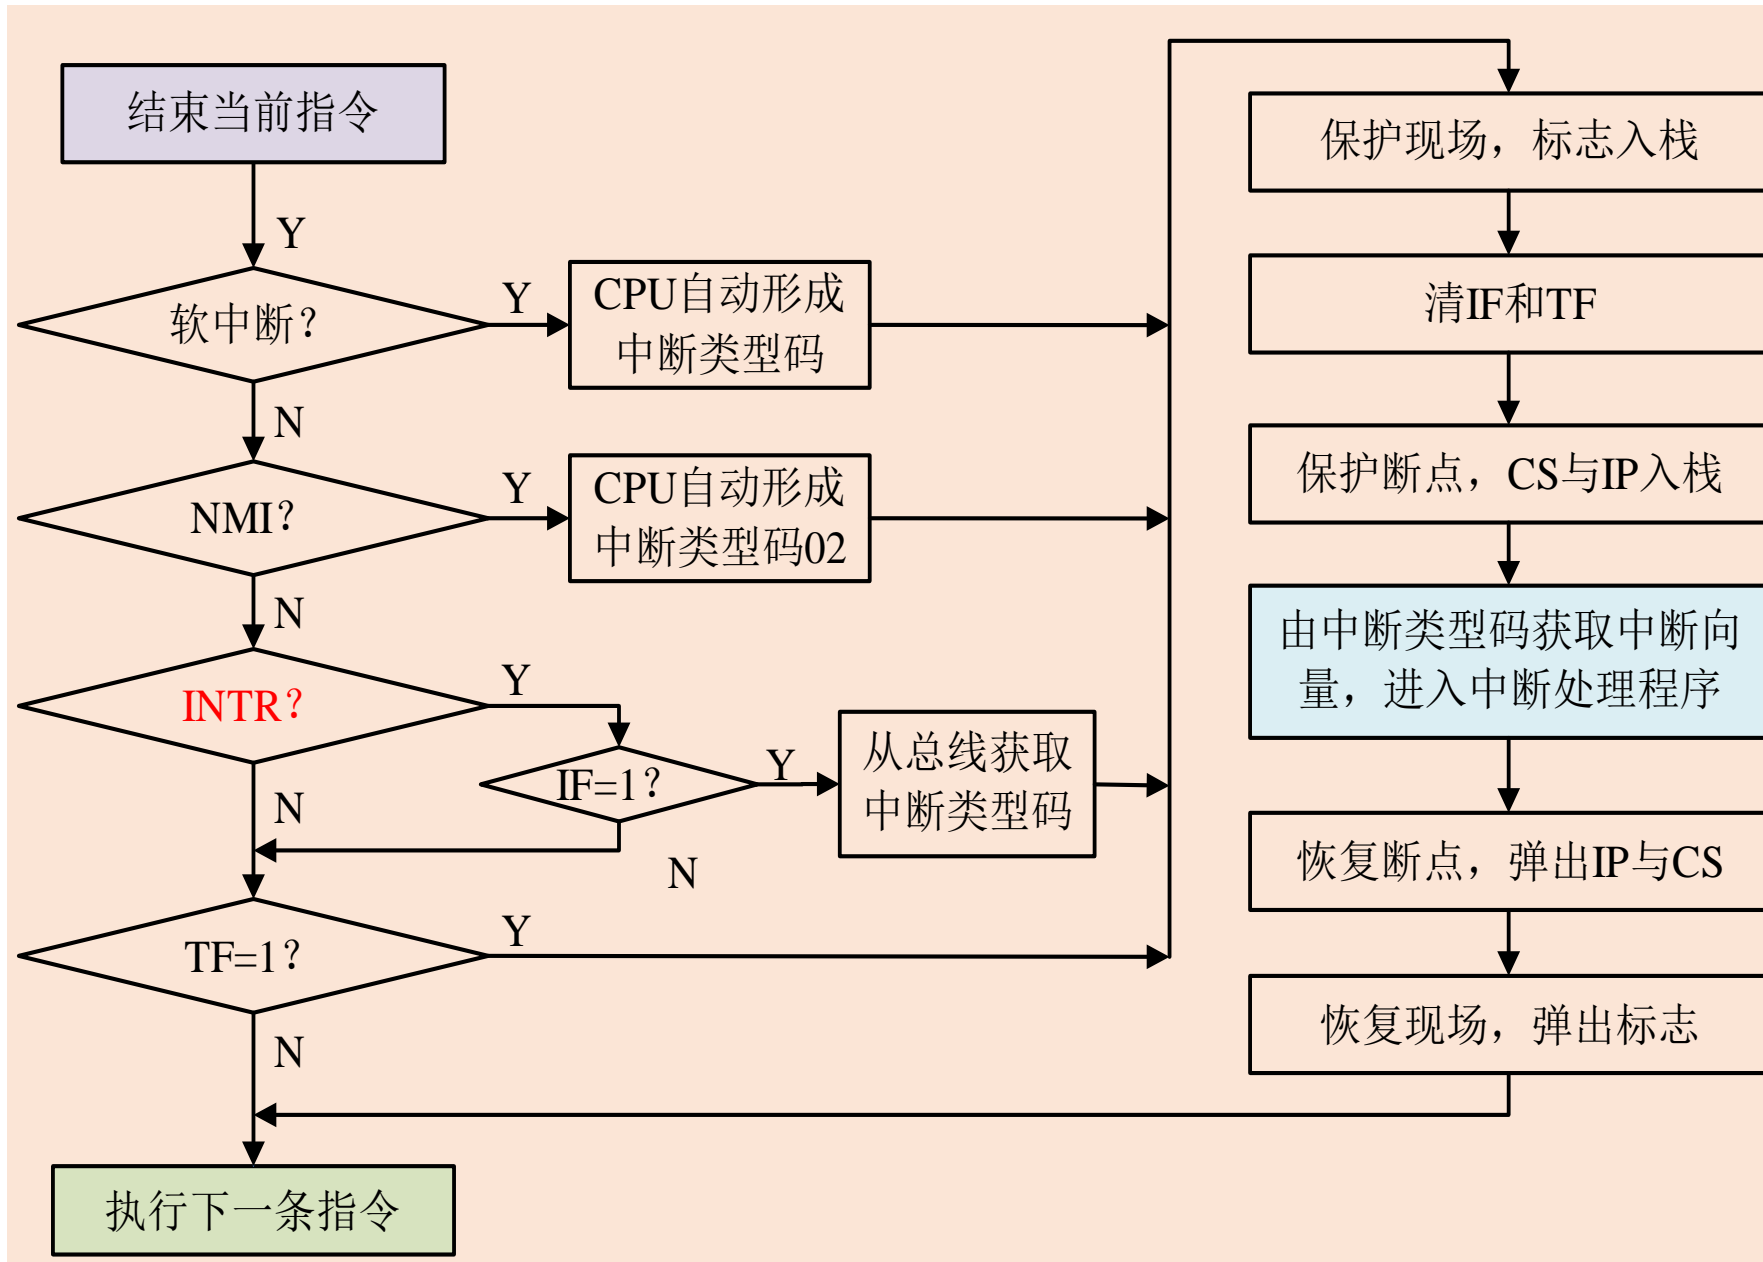 结束当前指令
Y
软中断？
Y
CPU自动形成
中断类型码
N
NMI？
Y
CPU自动形成
中断类型码02
N
INTR？
Y
IF=1？
Y
从总线获取
中断类型码
N
N
TF=1？
Y
N
执行下一条指令
保护现场，标志入栈
清IF和TF
保护断点，CS与IP入栈
由中断类型码获取中断向
量，进入中断处理程序
恢复断点，弹出IP与CS
恢复现场，弹出标志